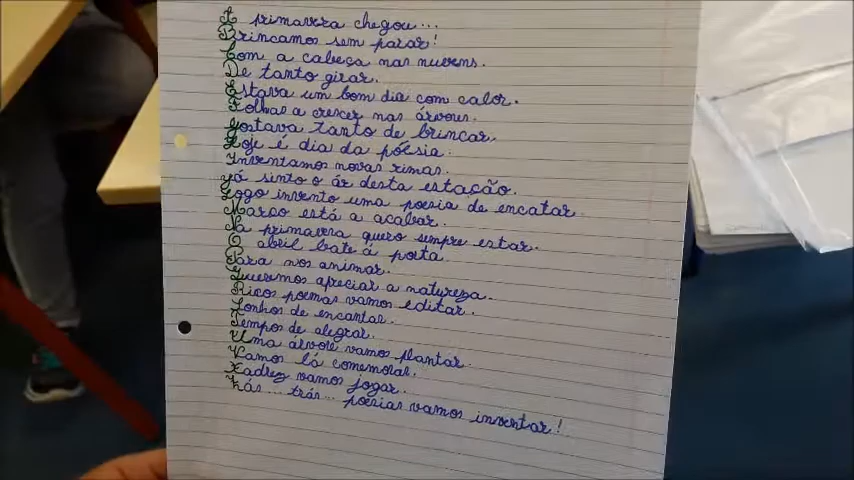 A primavera chegou...
Brincamos sem parar!
Com a cabeça nas nuvens.
De tanto girar.
Estava um bom dia com calor.
Folhas a crescer nas árvores.
Gostava tanto de brincar.
Hoje é dia da poésia.
Inventamos novas rimas.
Já sinto o ár desta estação.
Logo invento uma poesia de encatar
Março está a acabar.
Na primavera quero sempre estar.
O abril bate á porta.
Para nos animar.
Queremos apreciar a natureza.
Ricos poemas vamos editar.
Sonhos de encantar.
Tempos de alegrar.
Uma árvore vamos plantar
Vamos lá comemorar.
Xadrez vamos jogar.
Zás... trás... poesias vamos inventar!